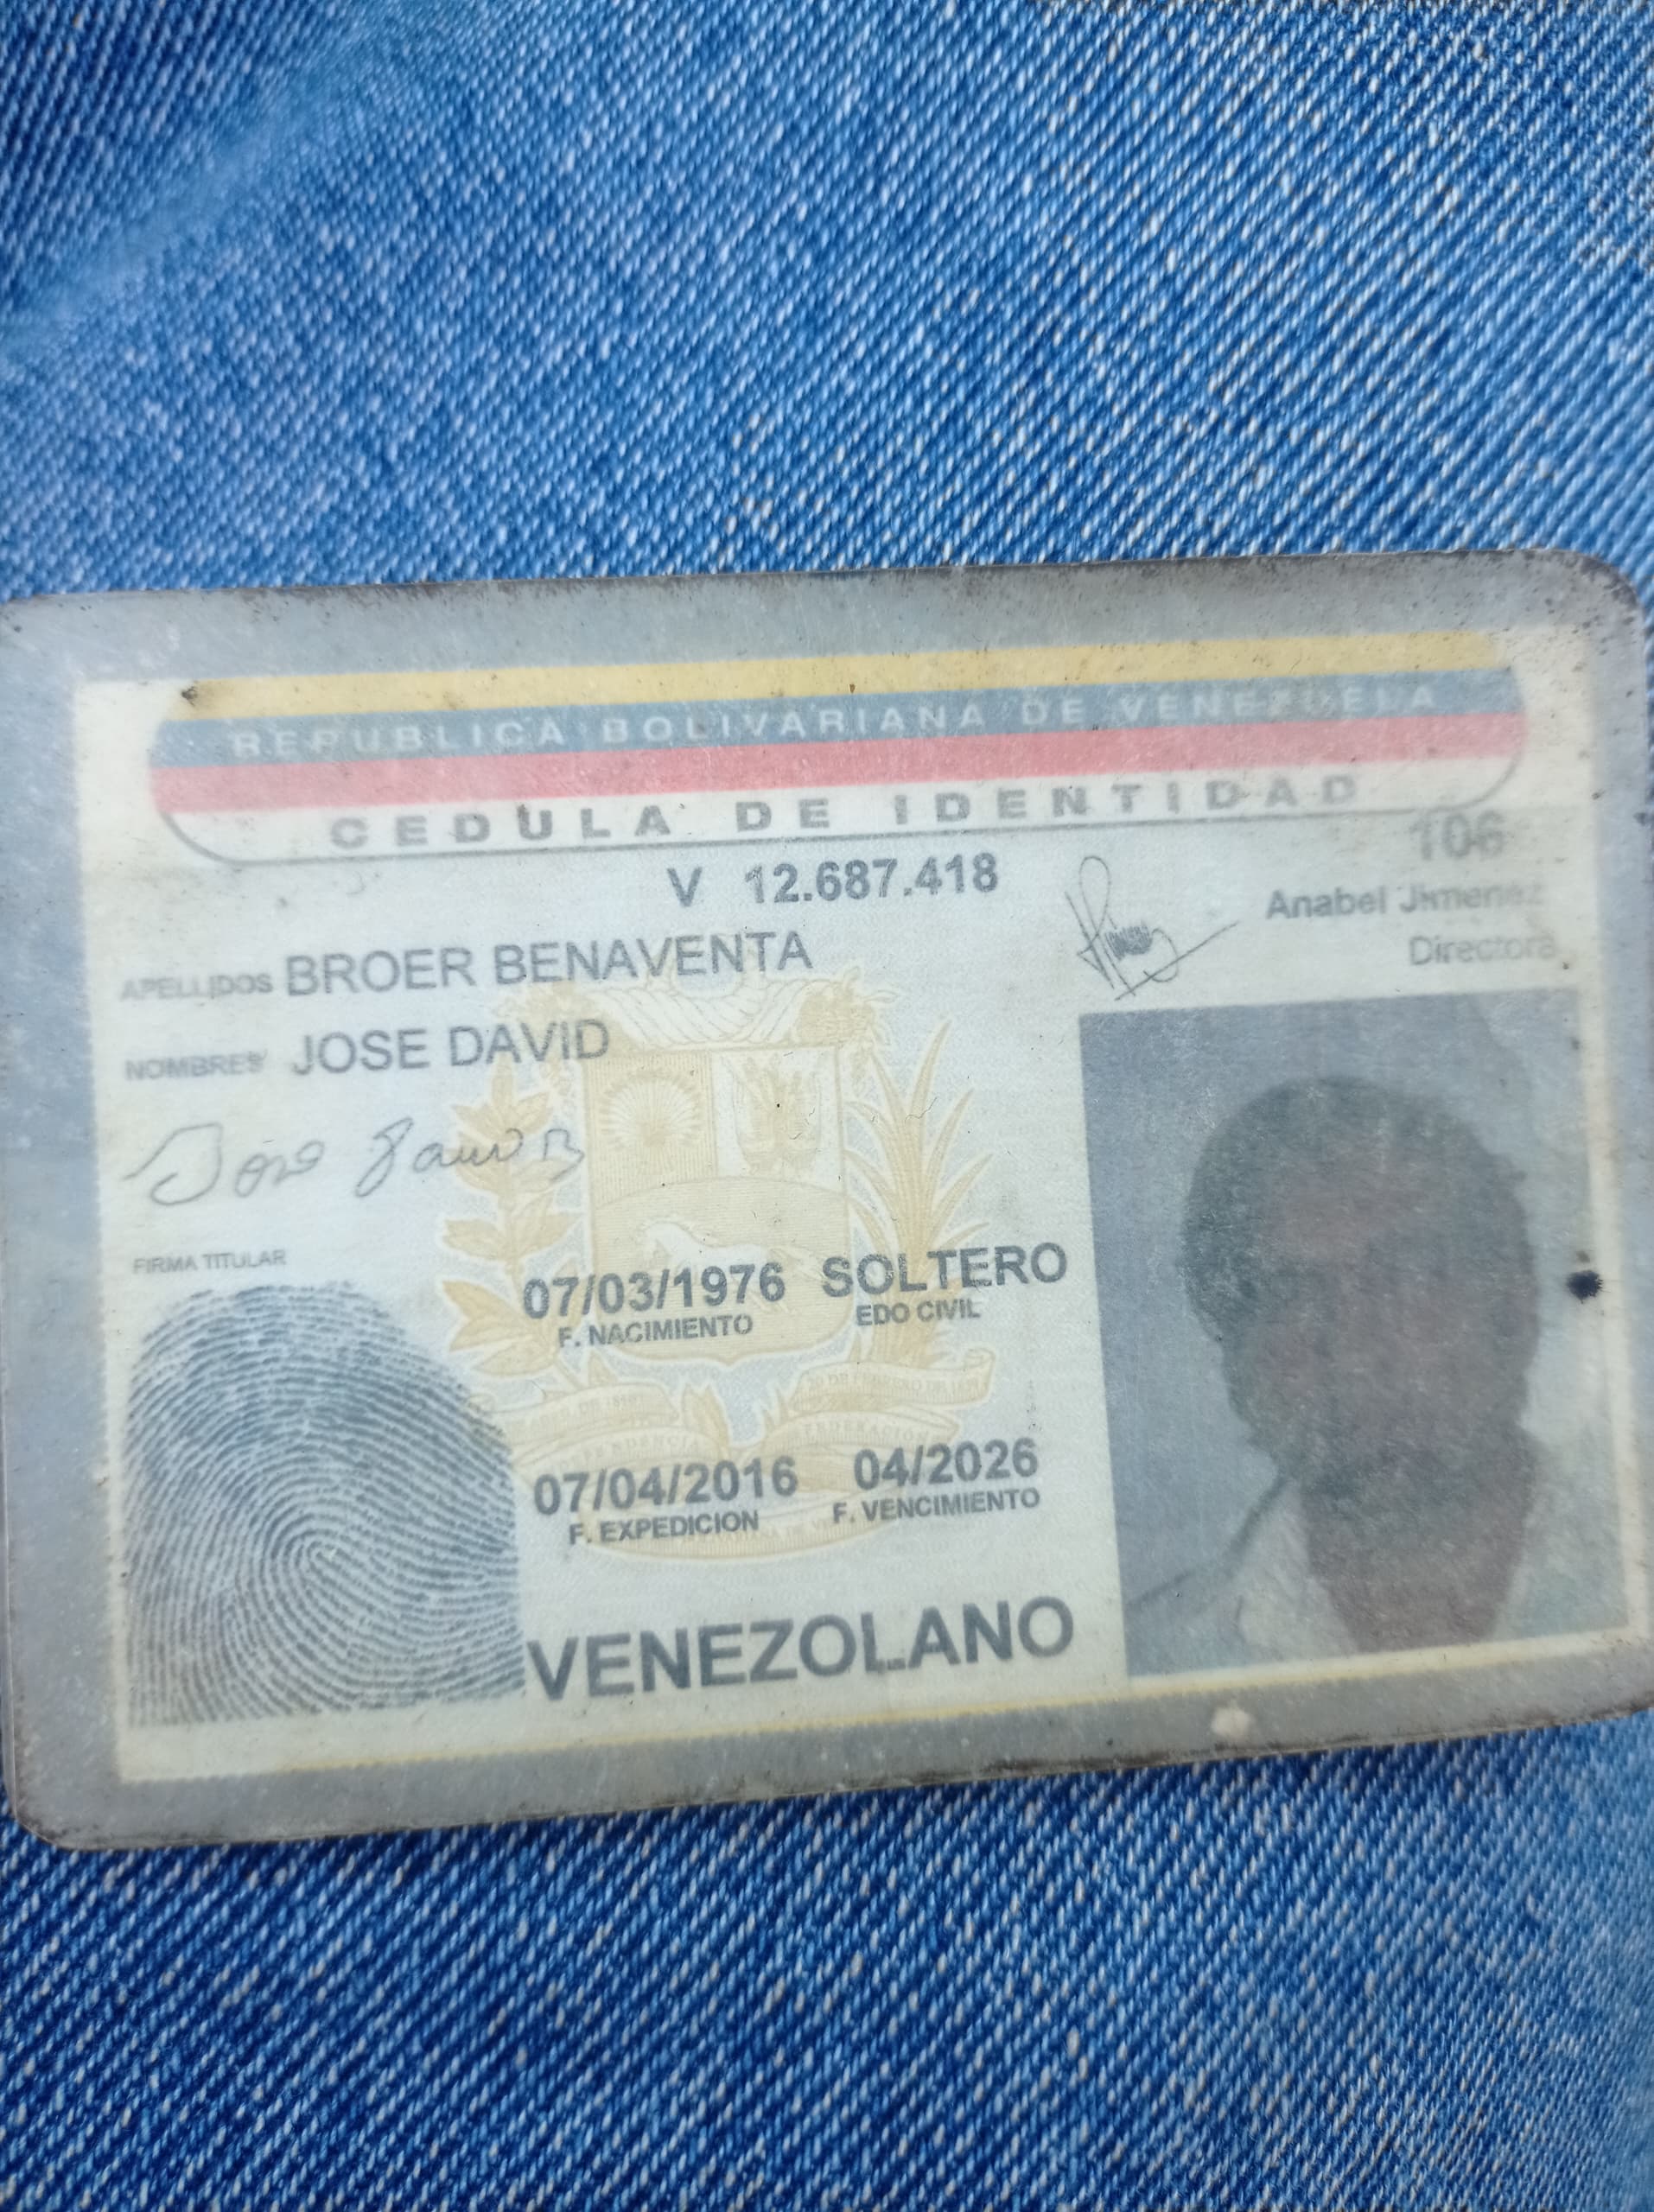 REPUBLICA BOLIVARIANA DE VENEZUELA
CEDULA DE IDENTIDAD
106
V 12.687.418
Anabel Jimenez
Directora
APELLIDOS BROER BENAVENTA
NOMBRES JOSE DAVID
FIRMA TITULAR
07/03/1976 SOLTERO
F. NACIMIENTO EDO CIVIL
07/04/2016 04/2026
F. EXPEDICION F. VENCIMIENTO
VENEZOLANO